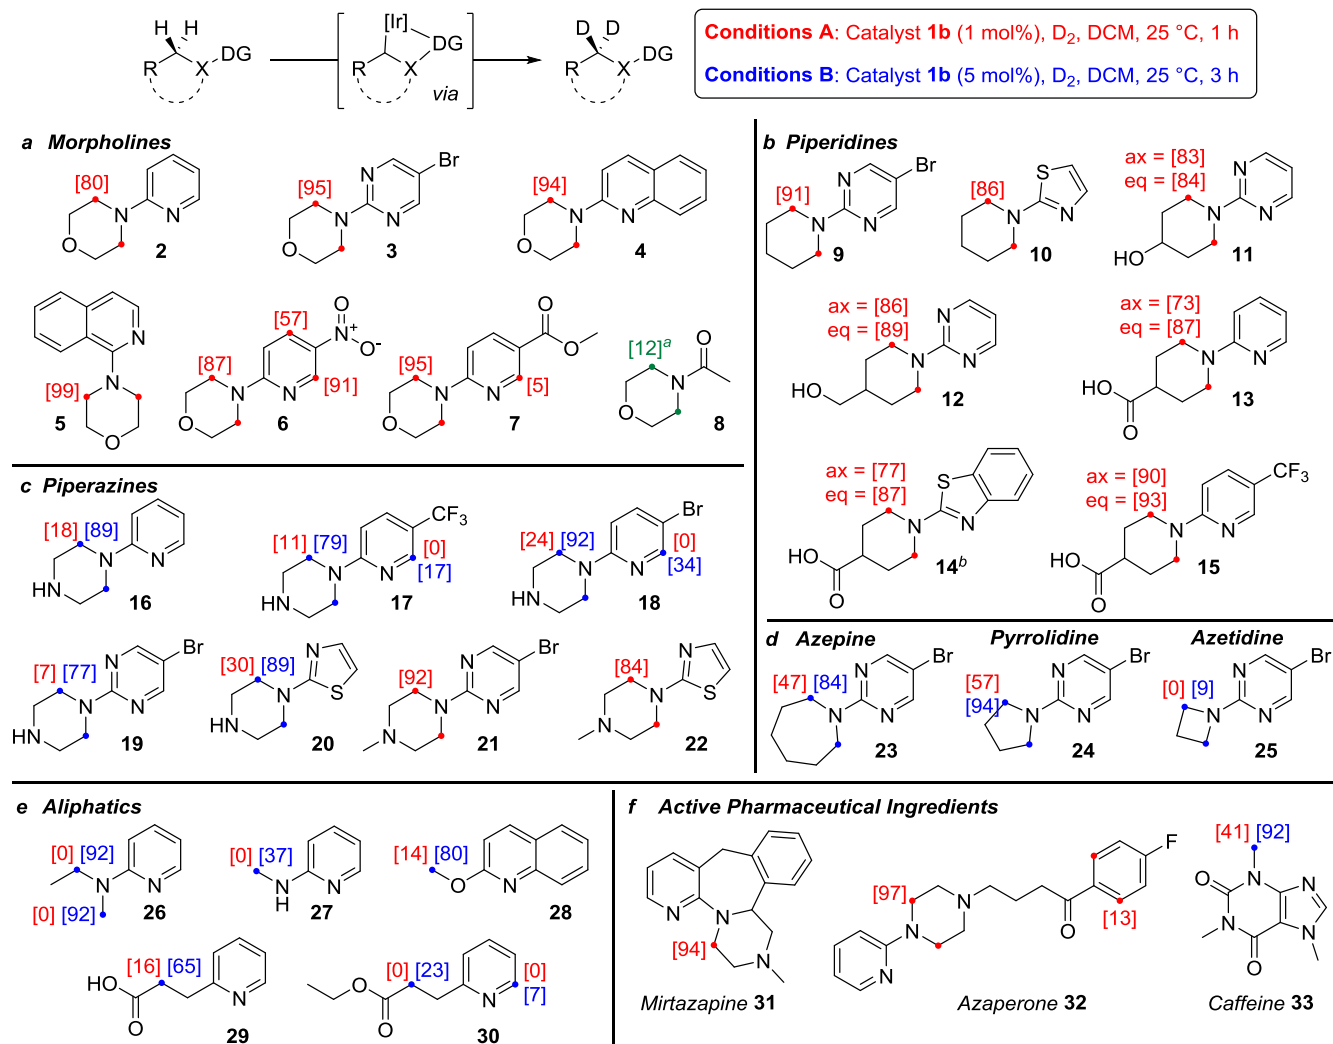 H H
R X DG
[Ir]
R X DG
via
D D
R X DG
Conditions A: Catalyst 1b (1 mol%), D2, DCM, 25 °C, 1 h
Conditions B: Catalyst 1b (5 mol%), D2, DCM, 25 °C, 3 h
a Morpholines
[80]
N N
O
2
[95]
N N Br
N N
O
3
[94]
N N
O
4
N
N
[99]
O
5
[57]
O
N+
O-
[87]
N N
[91]
O
6
O
O
[95]
N N
[5]
O
7
[12]a
O
N
O
8
b Piperidines
[91]
N Br
N N
9
[86]
S
N N
10
ax = [83]
eq = [84]
N
N N
HO
11
ax = [86]
eq = [89]
N
N N
HO
12
ax = [73]
eq = [87]
N N
HO
O
13
ax = [77]
eq = [87]
S
N N
HO
O
14b
ax = [90]
eq = [93]
CF3
N N
HO
O
15
c Piperazines
[18] [89]
N N
HN
16
[11] [79]
CF3
[0]
[17]
N N
HN
17
[24] [92]
Br
[0]
[34]
N N
HN
18
[7] [77]
N Br
N N
HN
19
[30] [89]
N
N S
HN
20
[92]
N Br
N N
N
CH3
21
[84]
N
N S
N
CH3
22
d Azepine
[47] [84]
N Br
N N
23
Pyrrolidine
[57]
[94]
N Br
N N
24
Azetidine
[0] [9]
N Br
N N
25
e Aliphatics
[0] [92]
N N
[0] [92]
26
[0] [37]
N N
H
27
[14] [80]
O N
28
[16] [65]
HO
O
N
29
[0] [23]
[0]
[7]
O
O
N
30
f Active Pharmaceutical Ingredients
N
N
[94]
N
CH3
Mirtazapine 31
F
[97]
N
N
O
[13]
N
Azaperone 32
[41] [92]
N N
O
N N
O
Caffeine 33